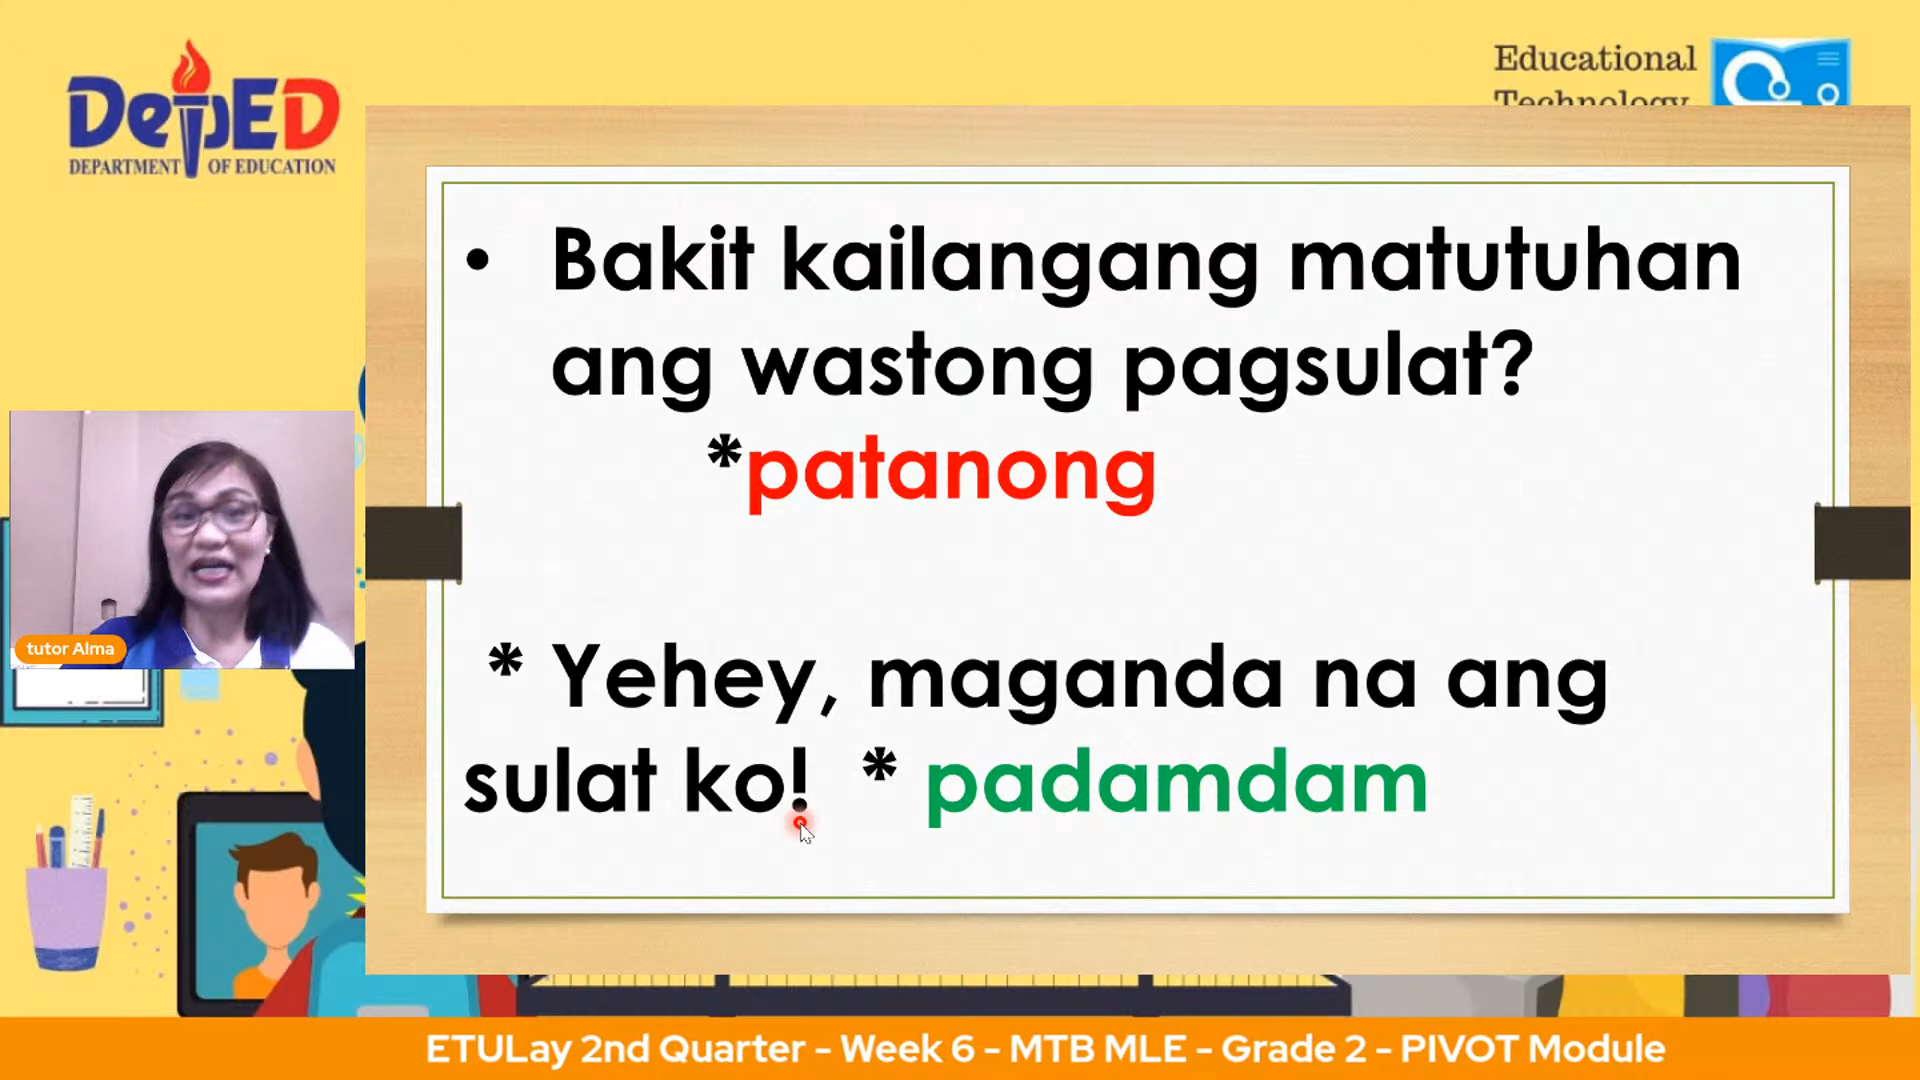 DepED
DEPARTMENT OF EDUCATION
Educational
Technology
• Bakit kailangang matutuhan
ang wastong pagsulat?
*patanong
* Yehey, maganda na ang
sulat ko! * padamdam
tutor Alma
ETULay 2nd Quarter - Week 6 - MTB MLE - Grade 2 - PIVOT Module